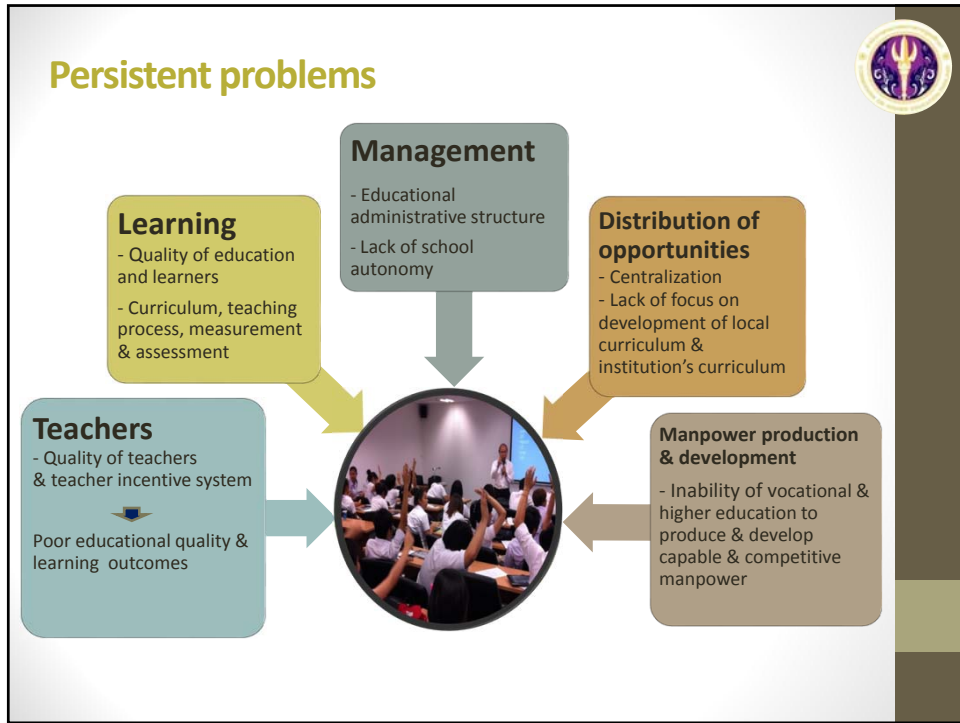 Persistent problems
Management
- Educational
administrative structure
- Lack of school
autonomy
Learning
- Quality of education
and learners
- Curriculum, teaching
process, measurement
& assessment
Distribution of
opportunities
- Centralization
- Lack of focus on
development of local
curriculum &
institution's curriculum
Teachers
- Quality of teachers
& teacher incentive system
Poor educational quality &
learning outcomes
Manpower production
& development
- Inability of vocational &
higher education to
produce & develop
capable & competitive
manpower